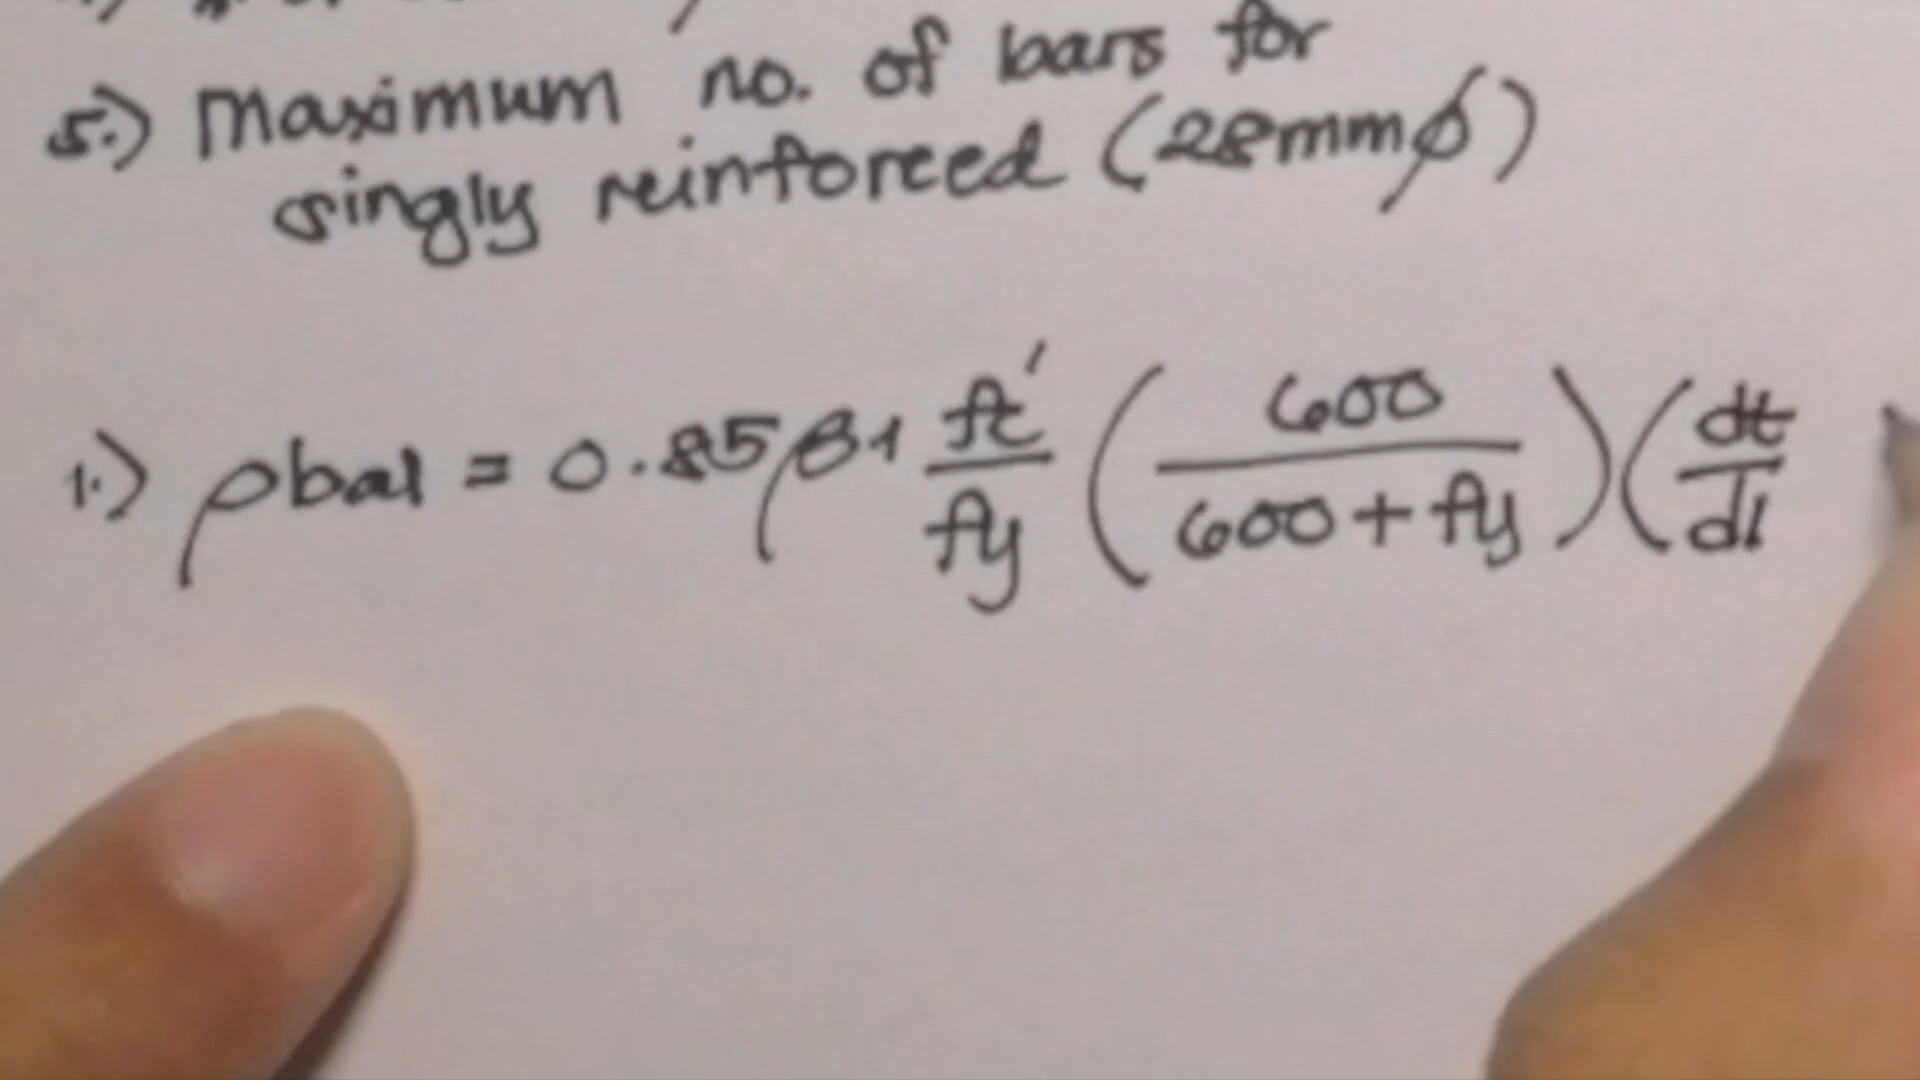 5.) Maximum no. of bars for
singly reinforced (28mmϕ)
1.) ρbal = 0.85β1 fc'/fy (600/(600+fy)) (dt/d